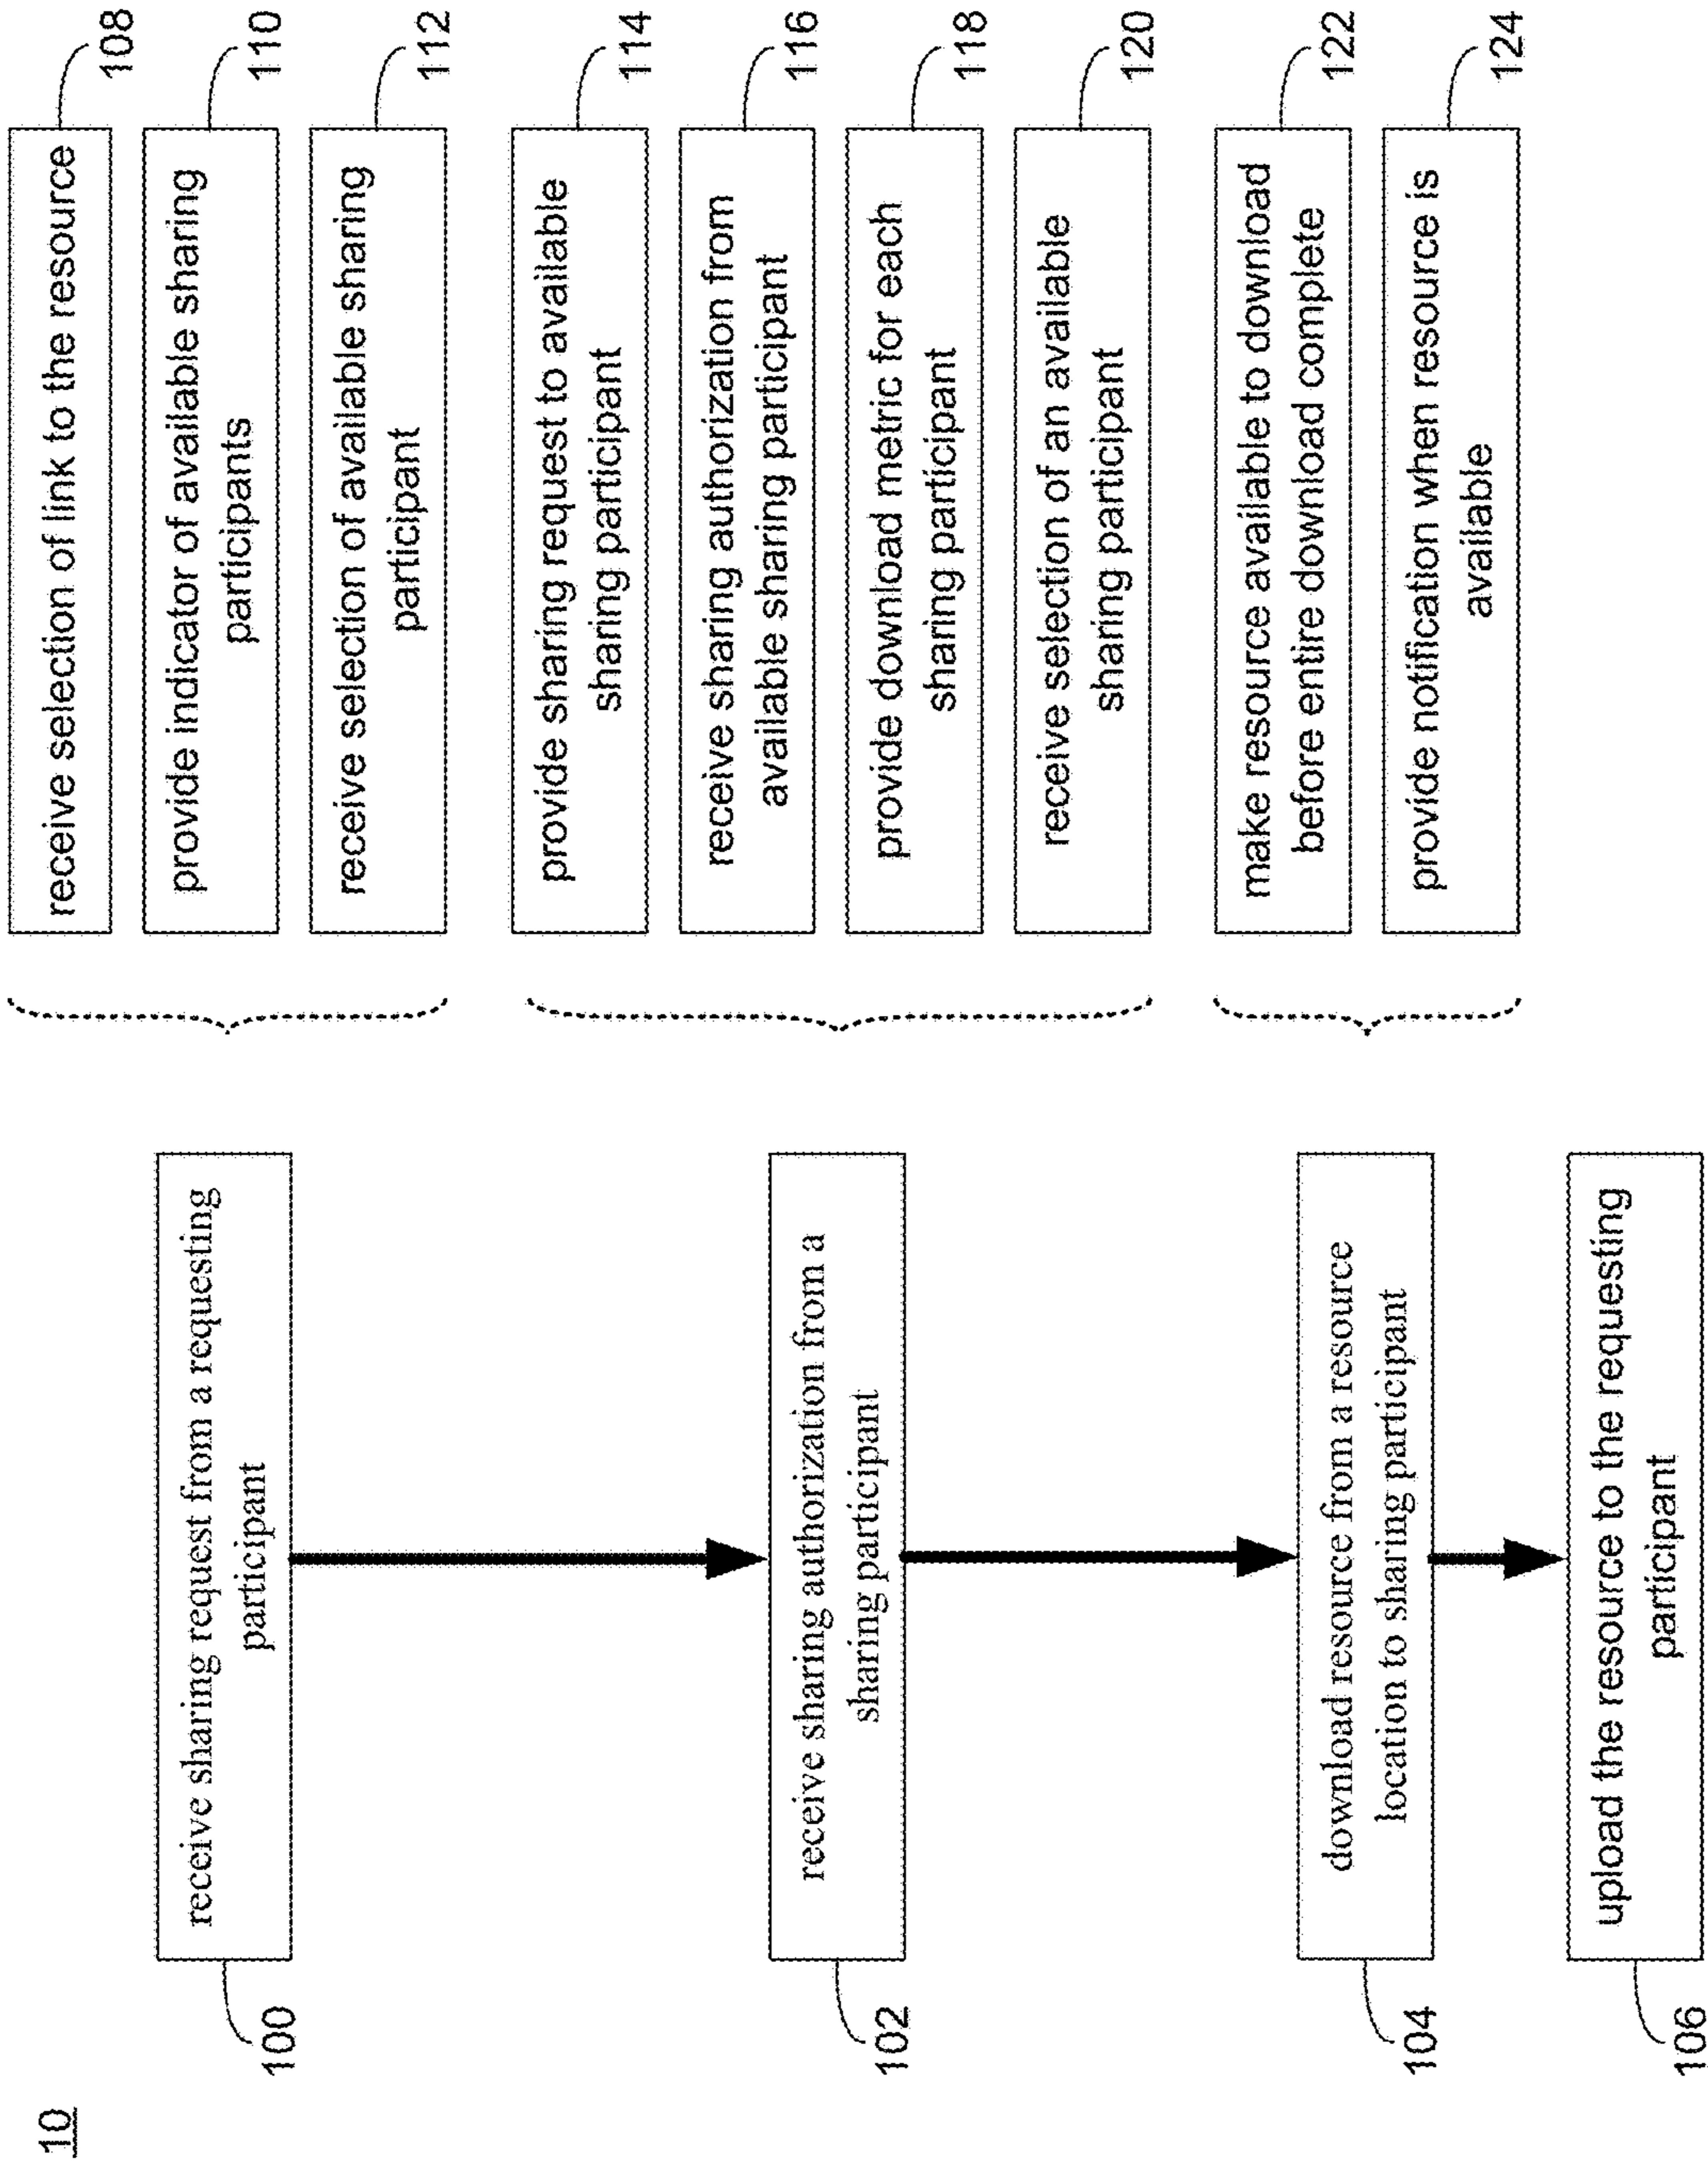 10
receive sharing request from a requesting
participant
100
receive sharing authorization from a
sharing participant
102
download resource from a resource
location to sharing participant
104
upload the resource to the requesting
participant
106
receive selection of link to the resource
108
provide indicator of available sharing
participants
110
receive selection of available sharing
participant
112
provide sharing request to available
sharing participant
114
receive sharing authorization from
available sharing participant
116
provide download metric for each
sharing participant
118
receive selection of an available
sharing participant
120
make resource available to download
before entire download complete
122
provide notification when resource is
available
124